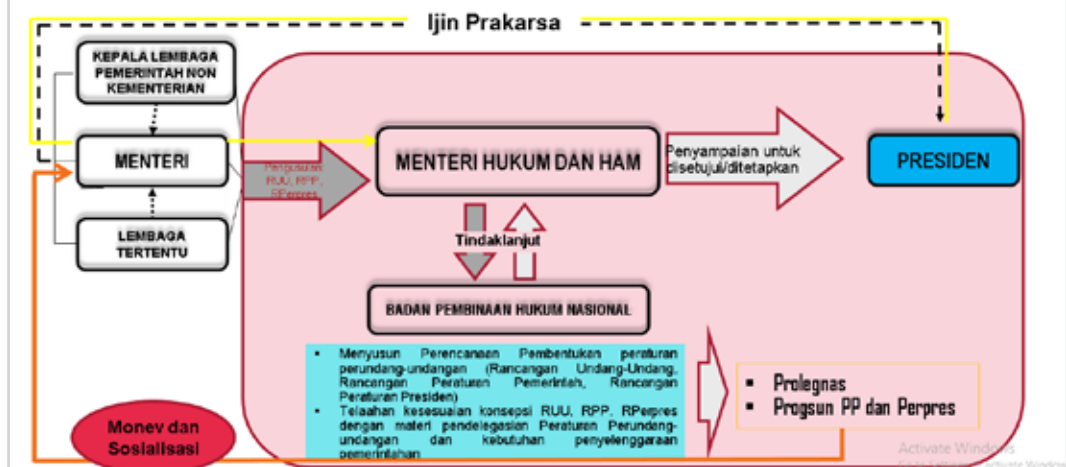 Ijin Prakarsa
KEPALA LEMBAGA
PEMERINTAH NON
KEMENTERIAN
MENTERI
LEMBAGA
TERTENTU
Pengusulan
RUU, RPP,
RPerpres
MENTERI HUKUM DAN HAM
Penyampaian untuk
disetujui/ditetapkan
PRESIDEN
Tindaklanjut
BADAN PEMBINAAN HUKUM NASIONAL
▪ Menyusun Perencanaan Pembentukan peraturan
perundang-undangan (Rancangan Undang-Undang,
Rancangan Peraturan Pemerintah, Rancangan
Peraturan Presiden)
▪ Telaahan kesesuaian konsepsi RUU, RPP, RPerpres
dengan materi pendelegasian Peraturan Perundang-
undangan dan kebutuhan penyelenggaraan
pemerintahan
▪ Prolegnas
▪ Progsun PP dan Perpres
Monev dan
Sosialisasi
Activate Windows